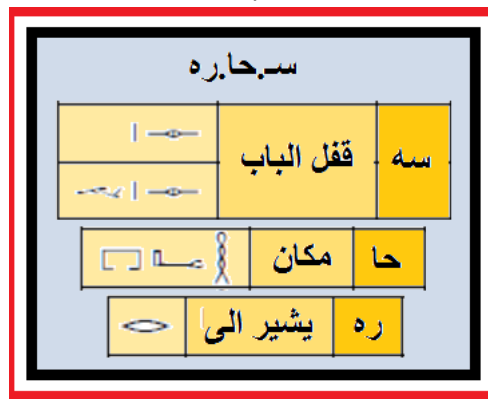 سـ.حا.ره
سه قفل الباب
حا مكان
ره يشير الى